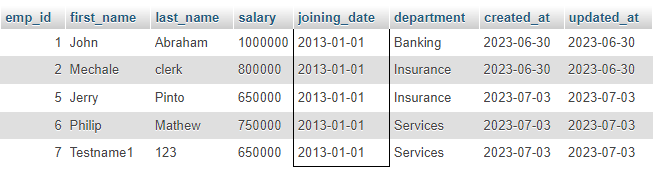 emp_id first_name last_name salary joining_date department created_at updated_at
1 John Abraham 1000000 2013-01-01 Banking 2023-06-30 2023-06-30
2 Mechale clerk 800000 2013-01-01 Insurance 2023-06-30 2023-06-30
5 Jerry Pinto 650000 2013-01-01 Insurance 2023-07-03 2023-07-03
6 Philip Mathew 750000 2013-01-01 Services 2023-07-03 2023-07-03
7 Testname1 123 650000 2013-01-01 Services 2023-07-03 2023-07-03